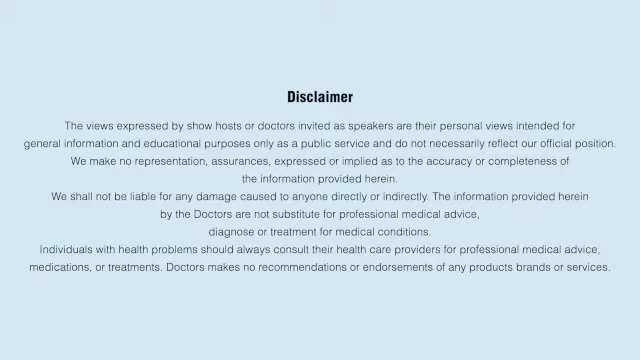 Disclaimer
The views expressed by show hosts or doctors invited as speakers are their personal views intended for
general information and educational purposes only as a public service and do not necessarily reflect our official position.
We make no representation, assurances, expressed or implied as to the accuracy or completeness of
the information provided herein.
We shall not be liable for any damage caused to anyone directly or indirectly. The information provided herein
by the Doctors are not substitute for professional medical advice,
diagnose or treatment for medical conditions.
Individuals with health problems should always consult their health care providers for professional medical advice,
medications, or treatments. Doctors makes no recommendations or endorsements of any products brands or services.